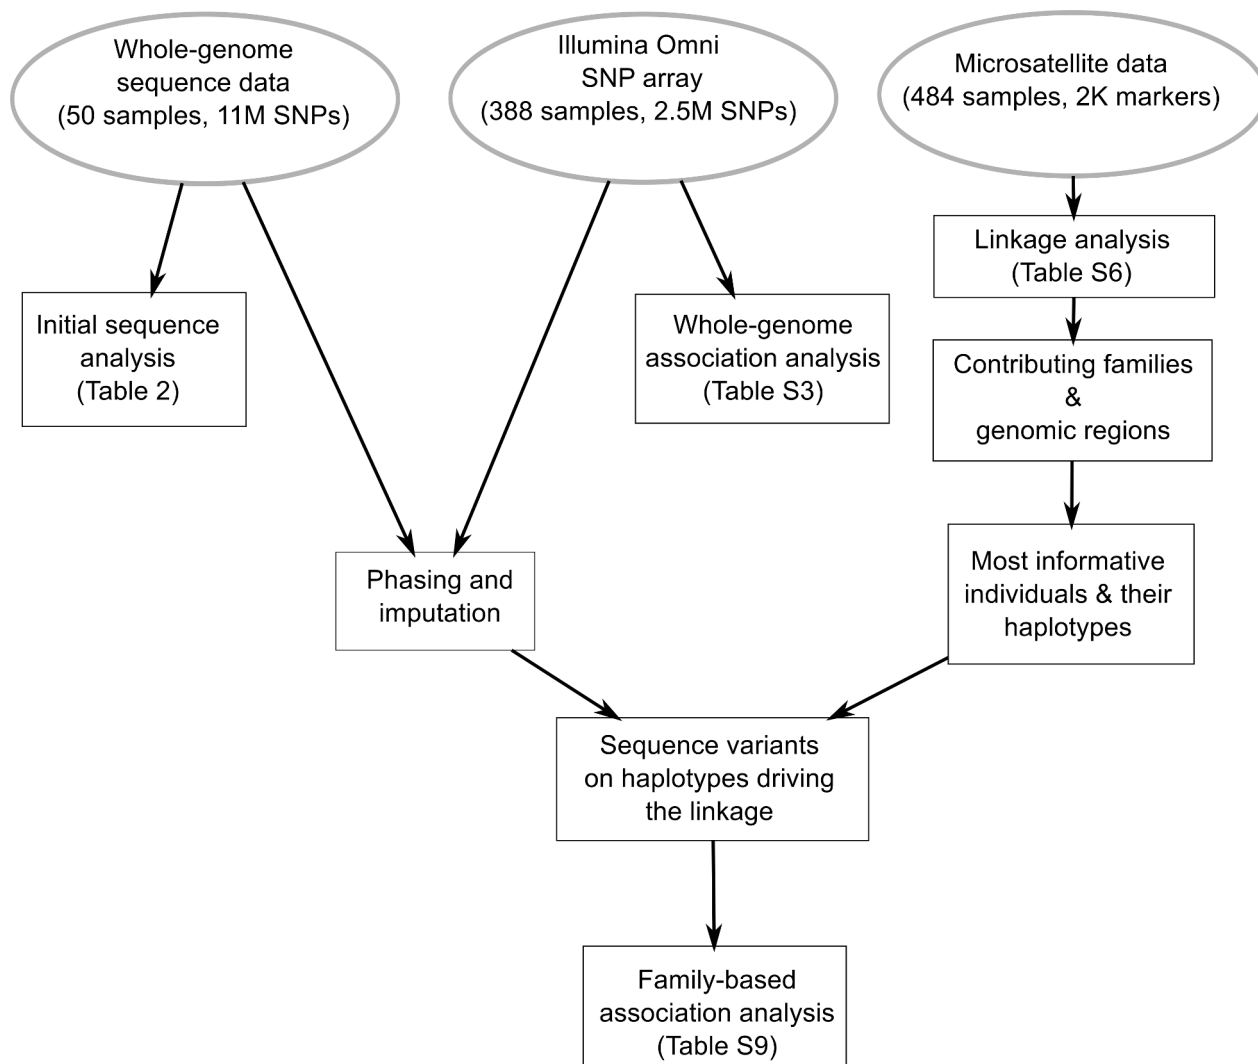 Whole-genome
sequence data
(50 samples, 11M SNPs)
Illumina Omni
SNP array
(388 samples, 2.5M SNPs)
Microsatellite data
(484 samples, 2K markers)
Linkage analysis
(Table S6)
Initial sequence
analysis
(Table 2)
Whole-genome
association analysis
(Table S3)
Contributing families
&
genomic regions
Phasing and
imputation
Most informative
individuals & their
haplotypes
Sequence variants
on haplotypes driving
the linkage
Family-based
association analysis
(Table S9)